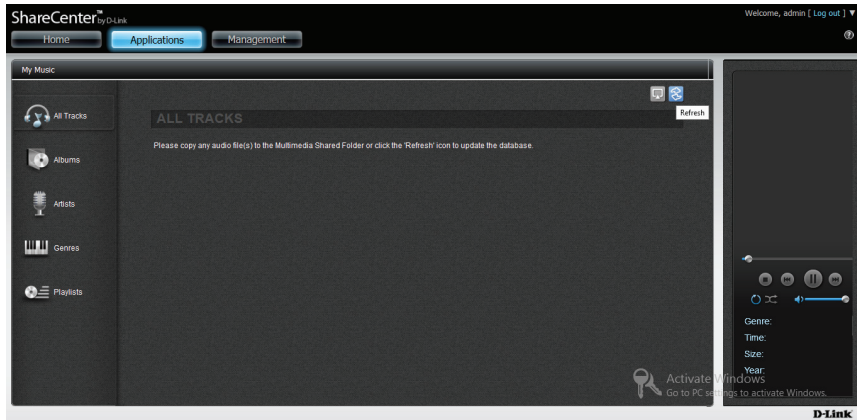 ShareCenter™ by D-Link
Welcome, admin [ Log out ] ▼
Home Applications Management
My Music
Refresh
All Tracks
ALL TRACKS
Please copy any audio file(s) to the Multimedia Shared Folder or click the 'Refresh' icon to update the database.
Albums
Artists
Genres
Playlists
Genre:
Time:
Size:
Year:
Activate Windows
Go to PC settings to activate Windows.
D-Link